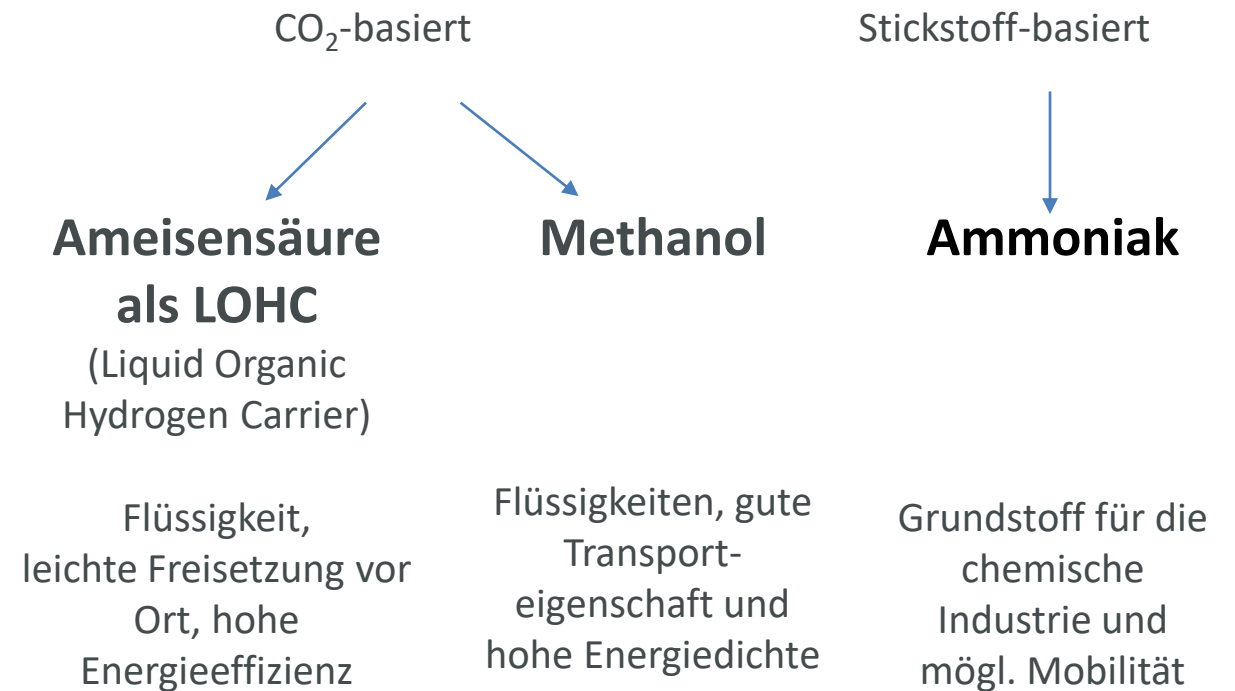 CO₂-basiert
Stickstoff-basiert
Ameisensäure
als LOHC
(Liquid Organic
Hydrogen Carrier)
Methanol
Ammoniak
Flüssigkeit,
leichte Freisetzung vor
Ort, hohe
Energieeffizienz
Flüssigkeiten, gute
Transport-
eigenschaft und
hohe Energiedichte
Grundstoff für die
chemische
Industrie und
mögl. Mobilität